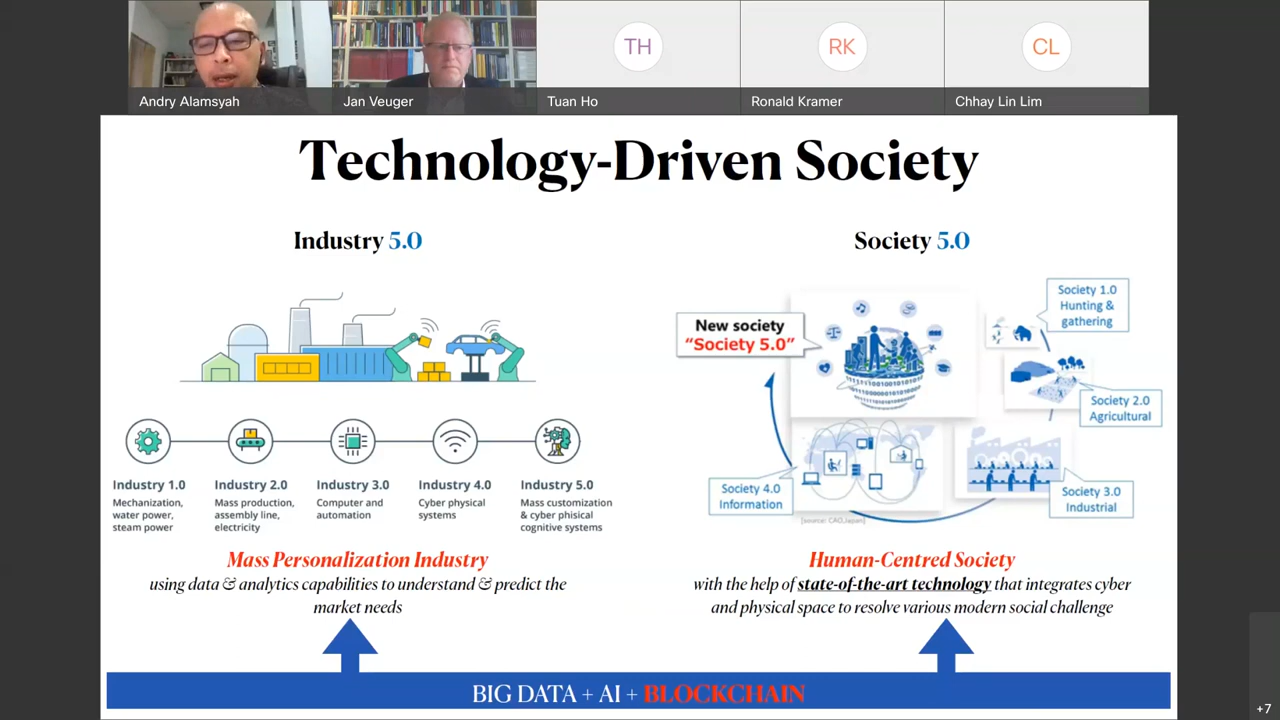 Andry Alamsyah
Jan Veuger
TH
Tuan Ho
RK
Ronald Kramer
CL
Chhay Lin Lim
Technology-Driven Society
Industry 5.0
Industry 1.0
Mechanization,
water power,
steam power
Industry 2.0
Mass production,
assembly line,
electricity
Industry 3.0
Computer and
automation
Industry 4.0
Cyber physical
systems
Industry 5.0
Mass customization
& cyber phisical
cognitive systems
Mass Personalization Industry
using data & analytics capabilities to understand & predict the
market needs
Society 5.0
New society
“Society 5.0”
Society 1.0
Hunting &
gathering
Society 2.0
Agricultural
Society 3.0
Industrial
Society 4.0
Information
[source: CAO,Japan]
Human-Centred Society
with the help of state-of-the-art technology that integrates cyber
and physical space to resolve various modern social challenge
BIG DATA + AI + BLOCKCHAIN
+7